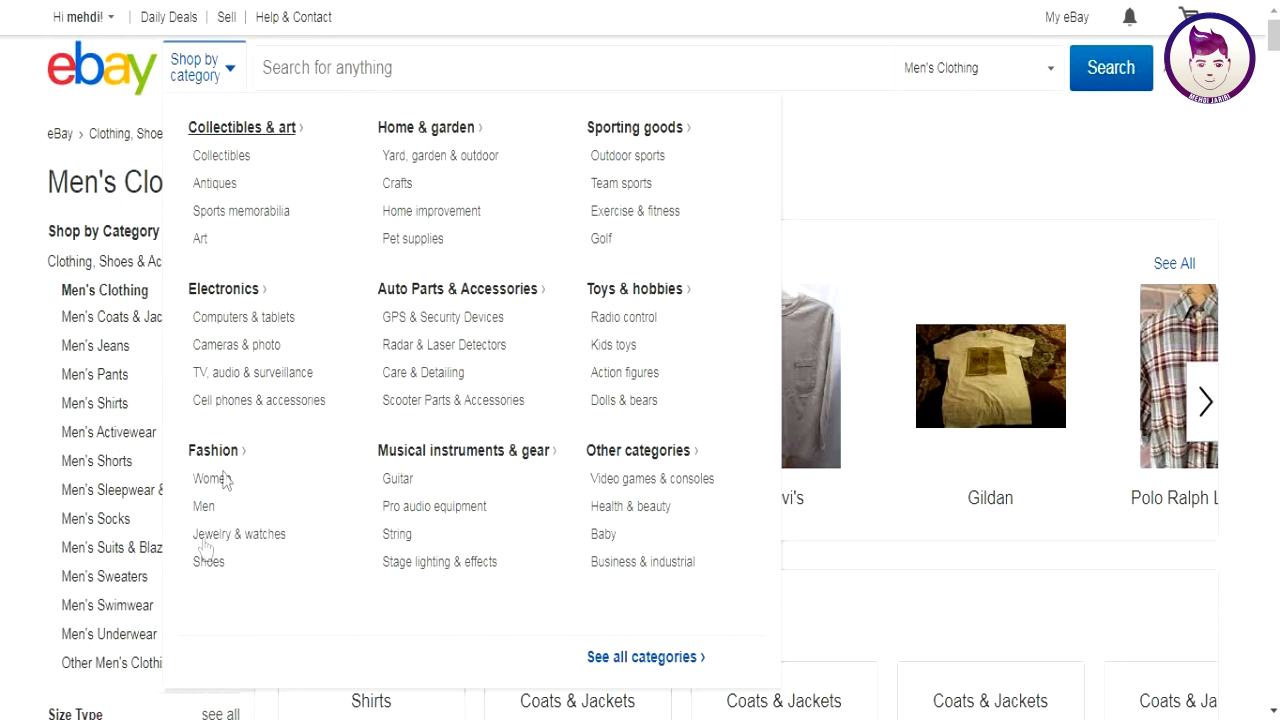 Hi mehdi!
Daily Deals
Sell
Help & Contact
My eBay
ebay
Shop by
category
Search for anything
Men's Clothing
Search
MEHDI JABIRI
eBay › Clothing, Shoe
Men's Clo
Shop by Category
Clothing, Shoes & Ac
Men's Clothing
Men's Coats & Jac
Men's Jeans
Men's Pants
Men's Shirts
Men's Activewear
Men's Shorts
Men's Sleepwear &
Men's Socks
Men's Suits & Blaz
Men's Sweaters
Men's Swimwear
Men's Underwear
Other Men's Clothi
Size Type
see all
Collectibles & art ›
Collectibles
Antiques
Sports memorabilia
Art
Home & garden ›
Yard, garden & outdoor
Crafts
Home improvement
Pet supplies
Sporting goods ›
Outdoor sports
Team sports
Exercise & fitness
Golf
Electronics ›
Computers & tablets
Cameras & photo
TV, audio & surveillance
Cell phones & accessories
Auto Parts & Accessories ›
GPS & Security Devices
Radar & Laser Detectors
Care & Detailing
Scooter Parts & Accessories
Toys & hobbies ›
Radio control
Kids toys
Action figures
Dolls & bears
Fashion ›
Women
Men
Jewelry & watches
Shoes
Musical instruments & gear ›
Guitar
Pro audio equipment
String
Stage lighting & effects
Other categories ›
Video games & consoles
Health & beauty
Baby
Business & industrial
See all categories ›
See All
vi's
Gildan
Polo Ralph L
Shirts
Coats & Jackets
Coats & Jackets
Coats & Jackets
Coats & Ja